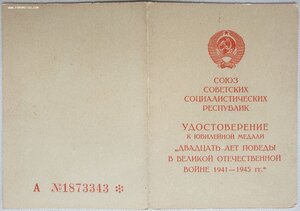 СОЮЗ
СОВЕТСКИХ
СОЦИАЛИСТИЧЕСКИХ
РЕСПУБЛИК
УДОСТОВЕРЕНИЕ
К ЮБИЛЕЙНОЙ МЕДАЛИ
„ДВАДЦАТЬ ЛЕТ ПОБЕДЫ
В ВЕЛИКОЙ ОТЕЧЕСТВЕННОЙ
ВОЙНЕ 1941—1945 гг.“
А №1873343 ✻